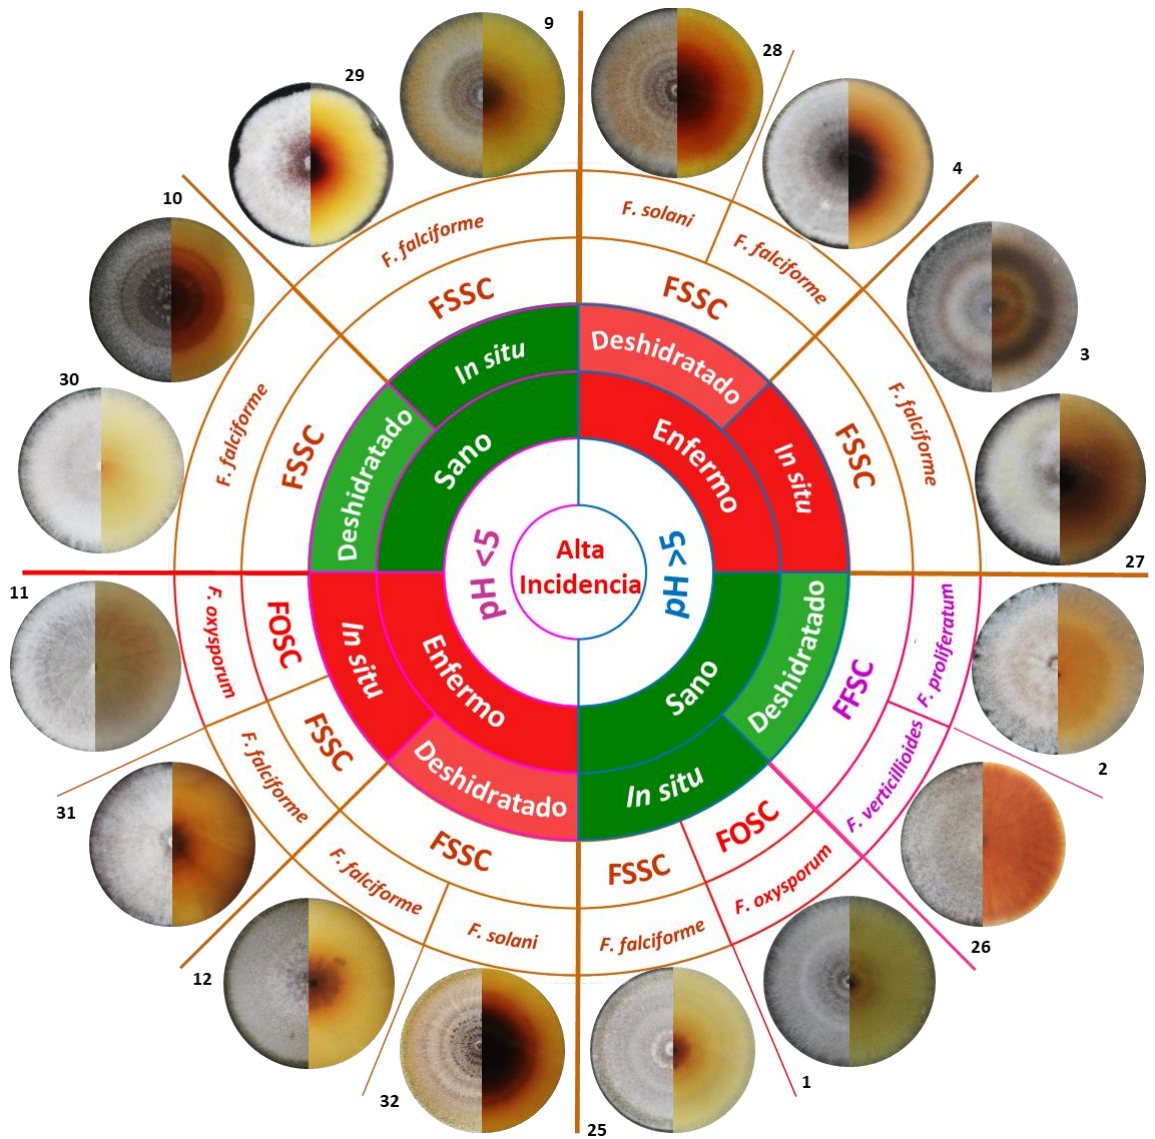 9
28
29
4
10
F. falciforme
F. solani
F. falciforme
FSSC
FSSC
3
30
F. falciforme
FSSC
In situ
Deshidratado
FSSC
F. falciforme
Deshidratado
Sano
Enfermo
In situ
27
pH <5
Alta
Incidencia
pH >5
11
F. oxysporum
FOSC
In situ
Enfermo
Sano
Deshidratado
FFSC
F. proliferatum
2
F. verticillioides
31
F. falciforme
FSSC
Deshidratado
In situ
FOSC
F. oxysporum
26
FSSC
FSSC
12
F. falciforme
F. solani
F. falciforme
1
32
25